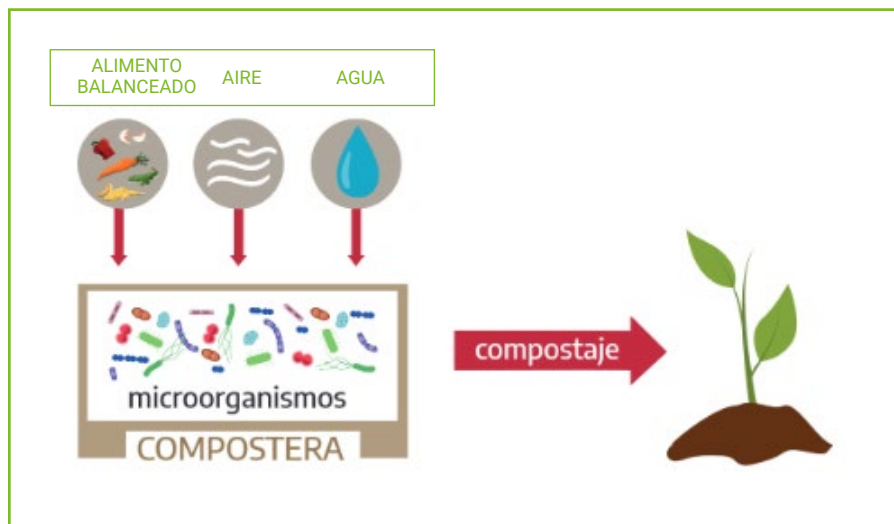 ALIMENTO
BALANCEADO
AIRE
AGUA
microorganismos
COMPOSTERA
compostaje